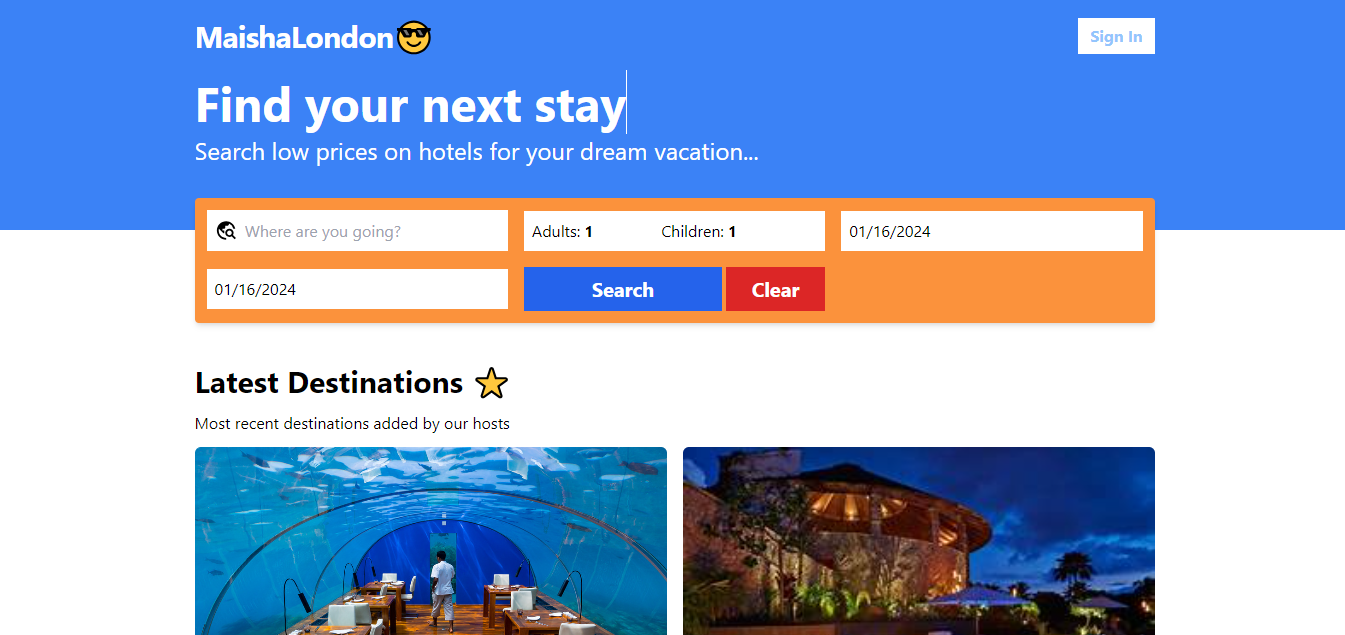 MaishaLondon😎
Sign In
Find your next stay
Search low prices on hotels for your dream vacation...
Where are you going?
Adults: 1 Children: 1
01/16/2024
01/16/2024
Search
Clear
Latest Destinations ⭐
Most recent destinations added by our hosts